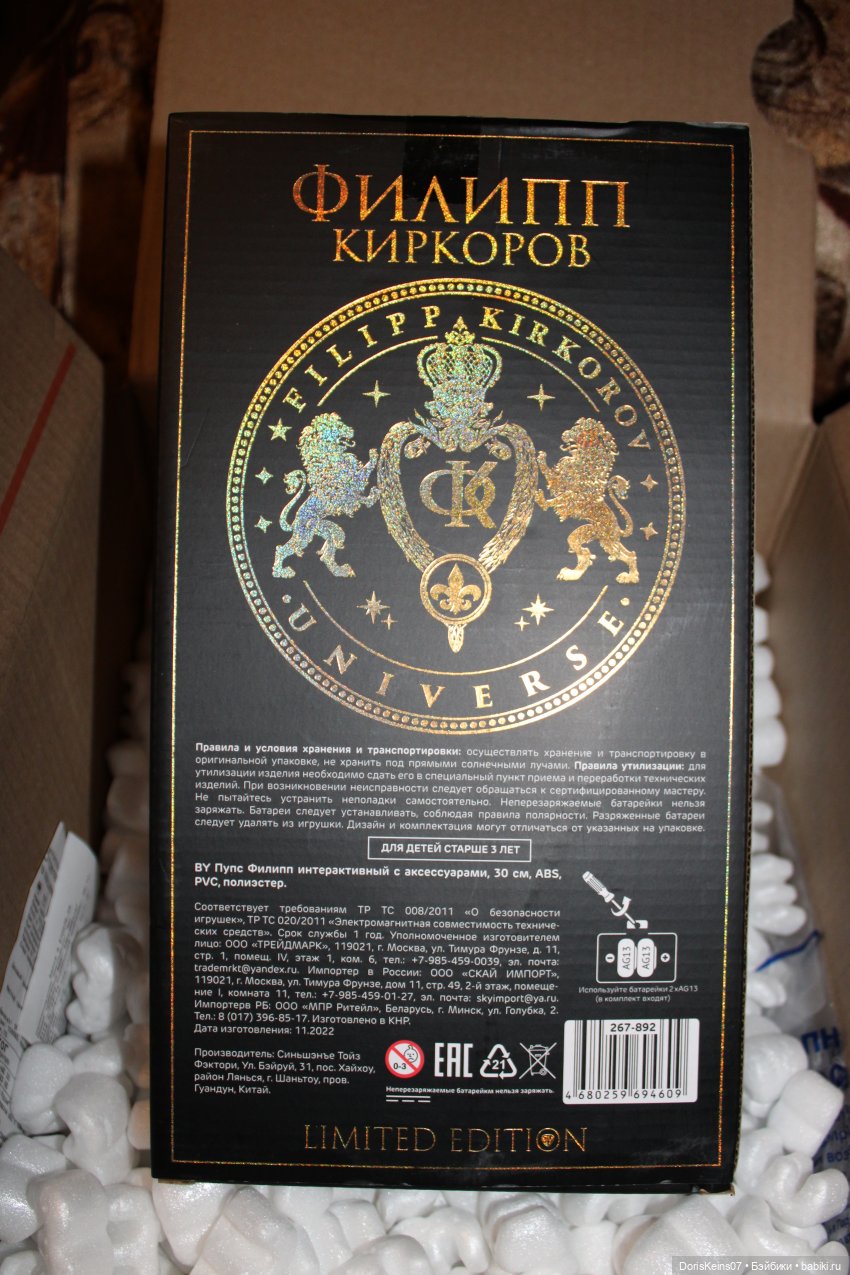 ФИЛИПП
КИРКОРОВ
FILIPP KIRKOROV
ФК
UNIVERSE
Правила и условия хранения и транспортировки: осуществлять хранение и транспортировку в
оригинальной упаковке, не хранить под прямыми солнечными лучами. Правила утилизации: для
утилизации изделия необходимо сдать его в специальный пункт приема и переработки технических
изделий. При возникновении неисправности следует обращаться к сертифицированному мастеру.
Не пытайтесь устранить неполадки самостоятельно. Неперезаряжаемые батарейки нельзя
заряжать. Батареи следует устанавливать, соблюдая правила полярности. Разряженные батареи
следует удалять из игрушки. Дизайн и комплектация могут отличаться от указанных на упаковке.
ДЛЯ ДЕТЕЙ СТАРШЕ 3 ЛЕТ
BY Пупс Филипп интерактивный с аксессуарами, 30 см, ABS,
PVC, полиэстер.
Соответствует требованиям ТР ТС 008/2011 «О безопасности
игрушек», ТР ТС 020/2011 «Электромагнитная совместимость техниче-
ских средств». Срок службы 1 год. Уполномоченное изготовителем
лицо: ООО «ТРЕЙДМАРК», 119021, г. Москва, ул. Тимура Фрунзе, д. 11,
стр. 1, помещ. IV, этаж 1, ком. 6, тел.: +7-985-459-0039, эл. почта:
trademrkt@yandex.ru. Импортер в России: ООО «СКАЙ ИМПОРТ»,
119021, г. Москва, ул. Тимура Фрунзе, дом 11, стр. 49, 2-й этаж, помеще-
ние I, комната 11, тел.: +7-985-459-01-27, эл. почта: skyimport@ya.ru.
Импортерв РБ: ООО «МПР Ритейл», Беларусь, г. Минск, ул. Голубка, 2.
Тел.: 8 (017) 396-85-17. Изготовлено в КНР.
Дата изготовления: 11.2022
AG13 AG13
Используйте батарейки 2xAG13
(в комплект входят)
Производитель: Синьшэнъе Тойз
Фэктори, Ул. Бэйруй, 31, пос. Хайхоу,
район Лянься, г. Шаньтоу, пров.
Гуандун, Китай.
0-3
EAC
21
Неперезаряжаемые батарейки нельзя заряжать.
267-892
4 680259 694609
LIMITED EDITION
DorisKeins07 • Бэйбики • babiki.ru